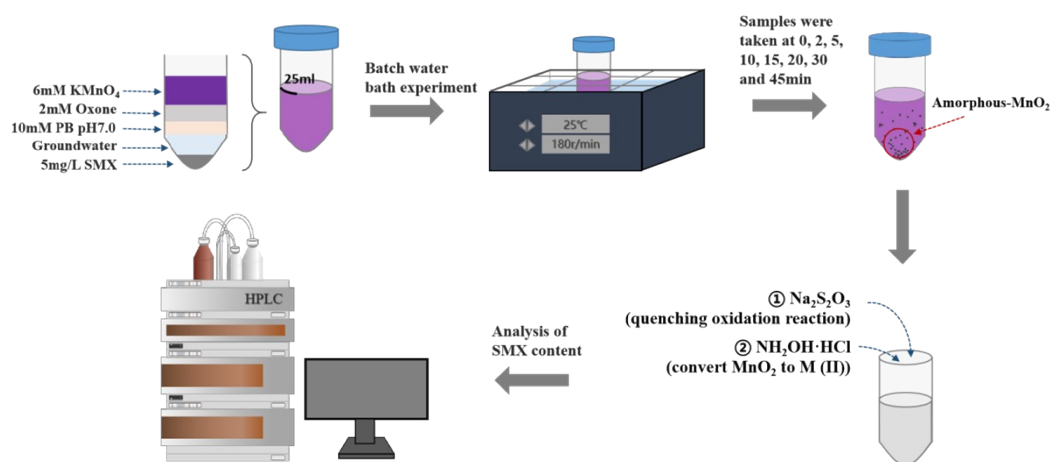 6mM KMnO₄
2mM Oxone
10mM PB pH7.0
Groundwater
5mg/L SMX
25ml
Batch water
bath experiment
25℃
180r/min
Samples were
taken at 0, 2, 5,
10, 15, 20, 30
and 45min
Amorphous-MnO₂
① Na₂S₂O₃
(quenching oxidation reaction)
② NH₂OH·HCl
(convert MnO₂ to M (II))
Analysis of
SMX content
HPLC